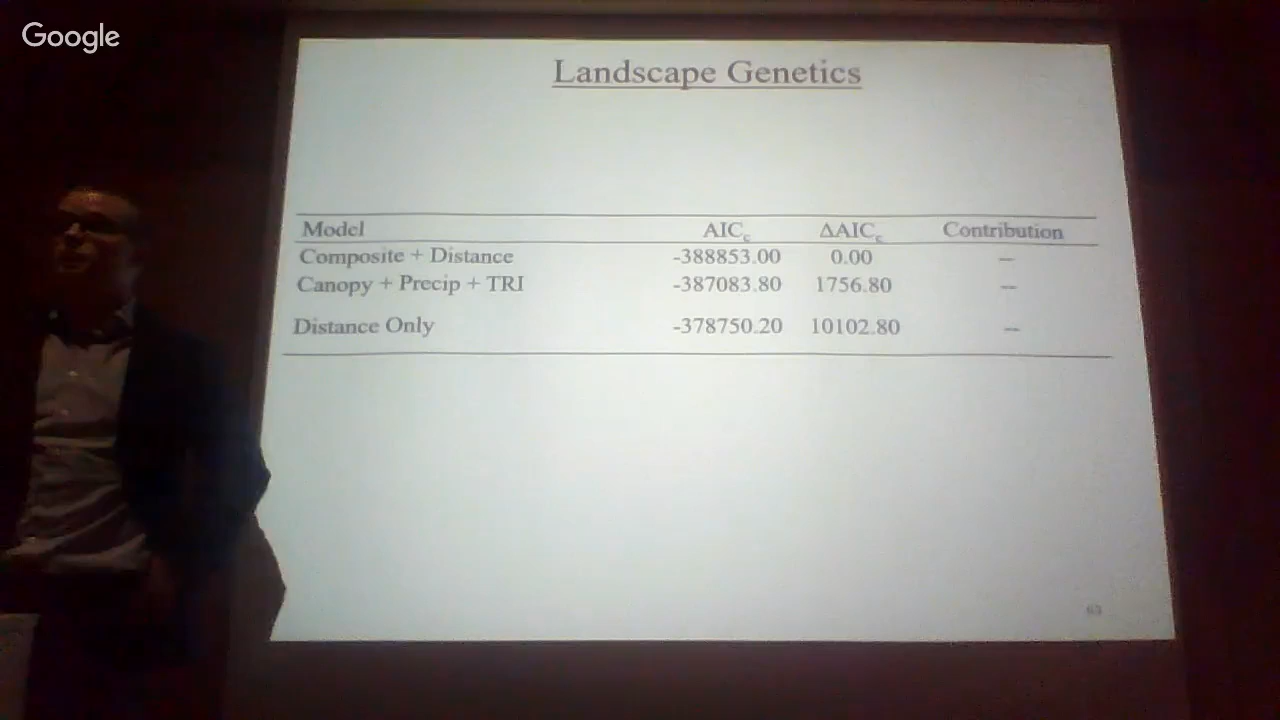 Google
Landscape Genetics
Model AICc ΔAICc Contribution
Composite + Distance -388853.00 0.00 —
Canopy + Precip + TRI -387083.80 1756.80 —
Distance Only -378750.20 10102.80 —